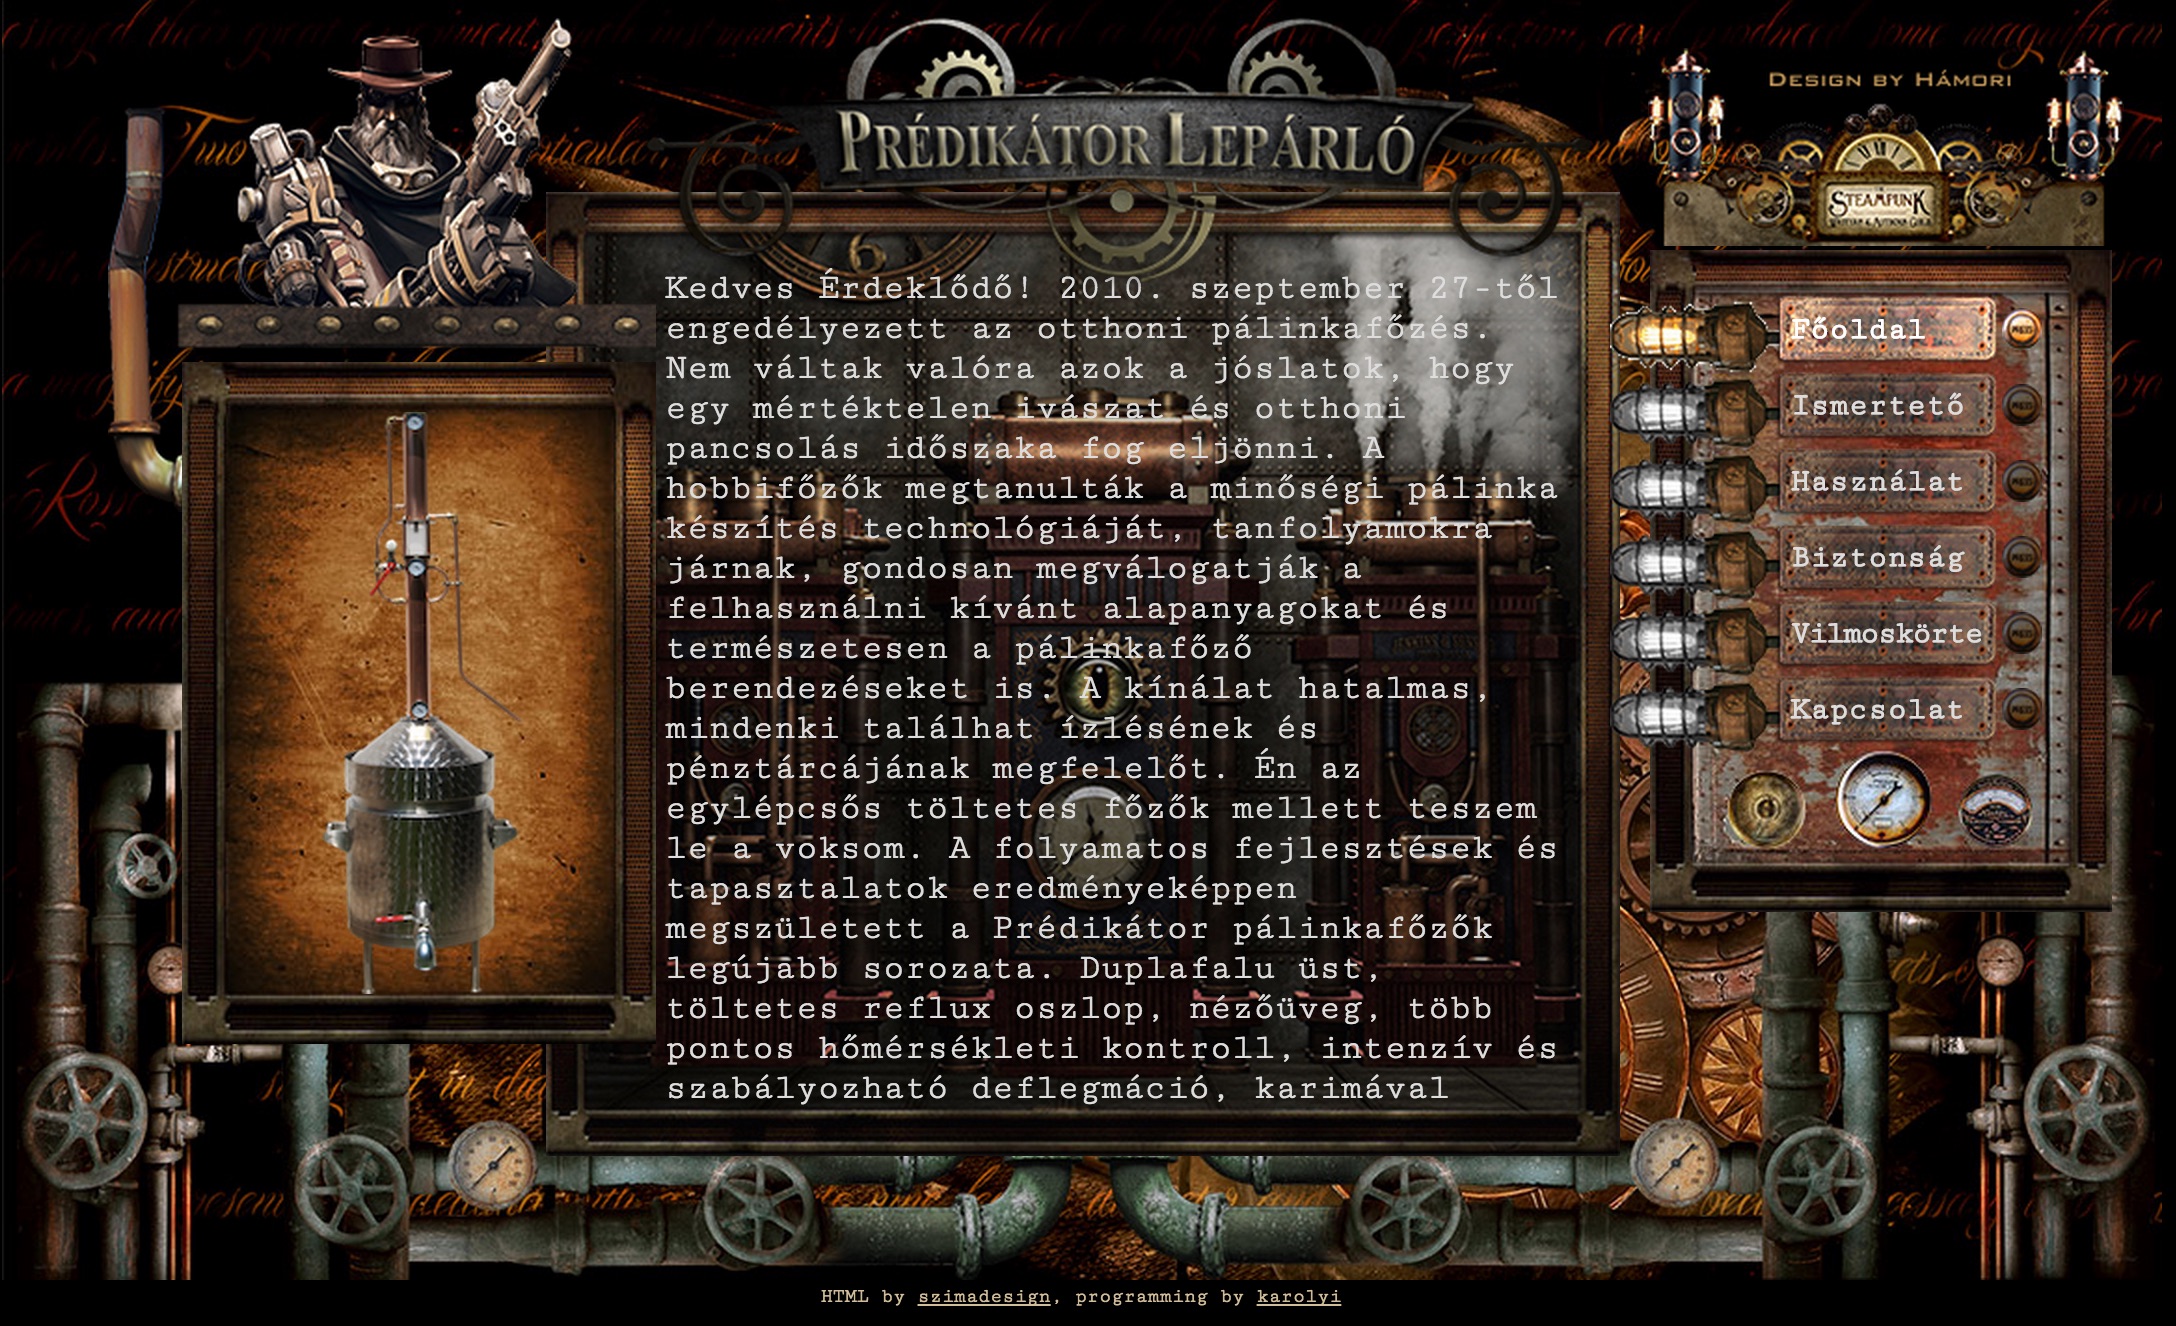 Design by Hámori
PRÉDIKÁTOR LEPÁRLÓ
STEAMPUNK
Kedves Érdeklődő! 2010. szeptember 27-től
engedélyezett az otthoni pálinkafőzés.
Nem váltak valóra azok a jóslatok, hogy
egy mértéktelen ivászat és otthoni
pancsolás időszaka fog eljönni. A
hobbifőzők megtanulták a minőségi pálinka
készítés technológiáját, tanfolyamokra
járnak, gondosan megválogatják a
felhasználni kívánt alapanyagokat és
természetesen a pálinkafőző
berendezéseket is. A kínálat hatalmas,
mindenki találhat ízlésének és
pénztárcájának megfelelőt. Én az
egylépcsős töltetes főzők mellett teszem
le a voksom. A folyamatos fejlesztések és
tapasztalatok eredményeképpen
megszületett a Prédikátor pálinkafőzők
legújabb sorozata. Duplafalu üst,
töltetes reflux oszlop, nézőüveg, több
pontos hőmérsékleti kontroll, intenzív és
szabályozható deflegmáció, karimával
Főoldal
Ismertető
Használat
Biztonság
Vilmoskörte
Kapcsolat
HTML by szimadesign, programming by karolyi